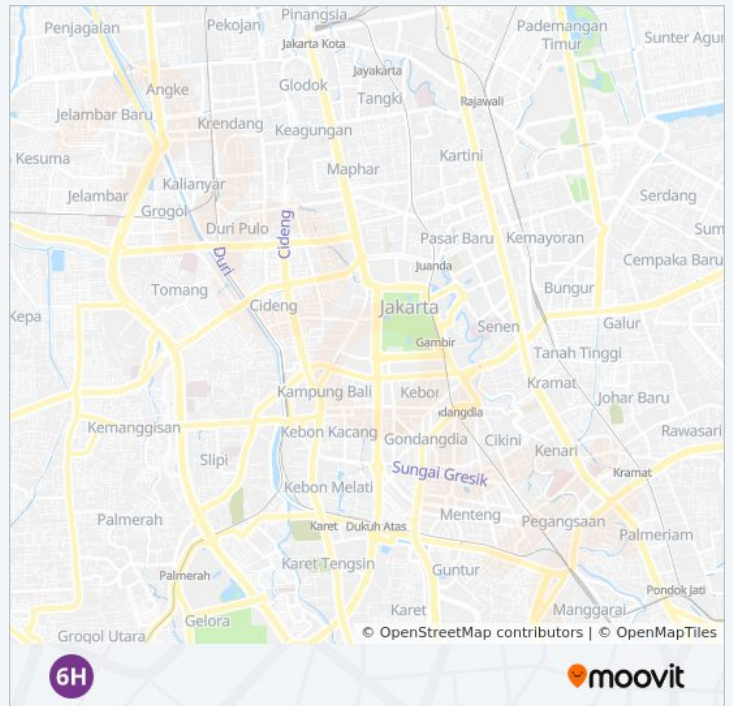 Pinangsia
Penjagalan
Pekojan
Pademangan
Timur
Sunter Agur
Jakarta Kota
Jayakarta
Angke
Glodok
Tangki
Rajawali
Jelambar Baru
Krendang
Keagungan
Kesuma
Maphar
Kartini
Kalianyar
Jelambar
Serdang
Grogol
Duri Pulo
Cideng
Pasar Baru
Kemayoran
Sum
Duri
Juanda
Cempaka Baru
Tomang
Bungur
Cideng
Jakarta
Kepa
Senen
Galur
Gambir
Tanah Tinggi
Kampung Bali
Kebor
Kramat
Johar Baru
dangdia
Kemanggisan
Kebon Kacang
Gondangdia
Cikini
Rawasari
Kenari
Slipi
Sungai Gresik
Kramat
Kebon Melati
Palmerah
Menteng
Pegangsaan
Karet
Dukuh Atas
Palmeriam
Karet Tengsin
Guntur
Palmerah
Pondok Jati
Karet
Manggarai
Gelora
Grogol Utara
© OpenStreetMap contributors | © OpenMapTiles
6H
moovit